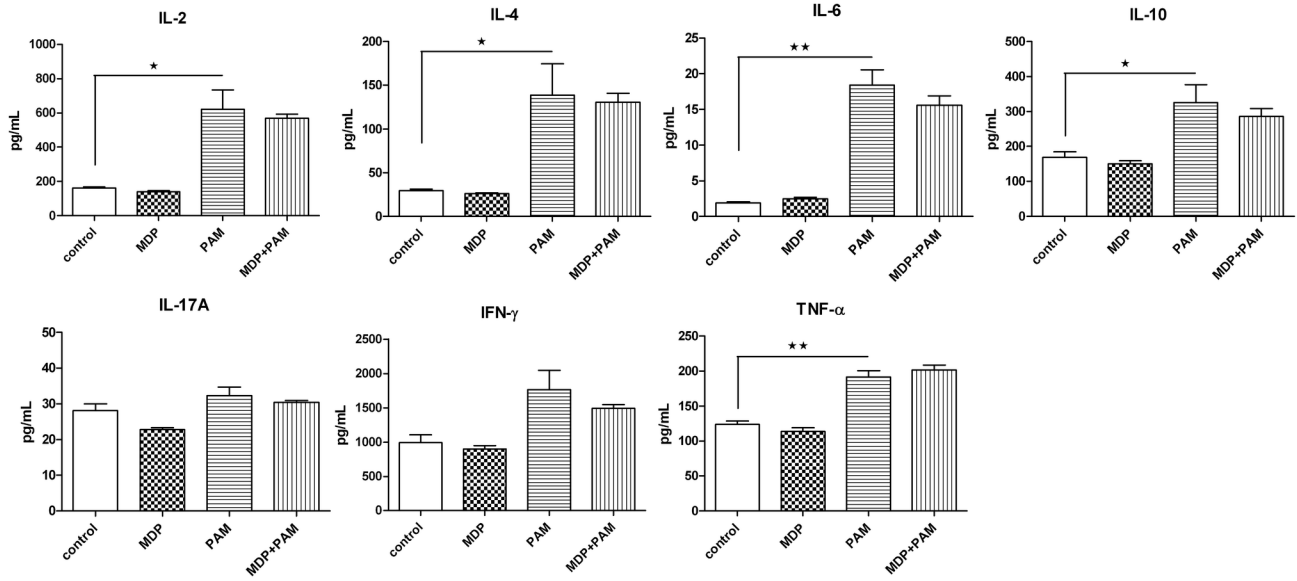 IL-2
pg/mL
1000
800
600
400
200
0
★
control
MDP
PAM
MDP+PAM
IL-4
pg/mL
200
150
100
50
0
★
control
MDP
PAM
MDP+PAM
IL-6
pg/mL
25
20
15
10
5
0
★★
control
MDP
PAM
MDP+PAM
IL-10
pg/mL
500
400
300
200
100
0
★
control
MDP
PAM
MDP+PAM
IL-17A
pg/mL
50
40
30
20
10
0
control
MDP
PAM
MDP+PAM
IFN-γ
pg/mL
2500
2000
1500
1000
500
0
control
MDP
PAM
MDP+PAM
TNF-α
pg/mL
250
200
150
100
50
0
★★
control
MDP
PAM
MDP+PAM